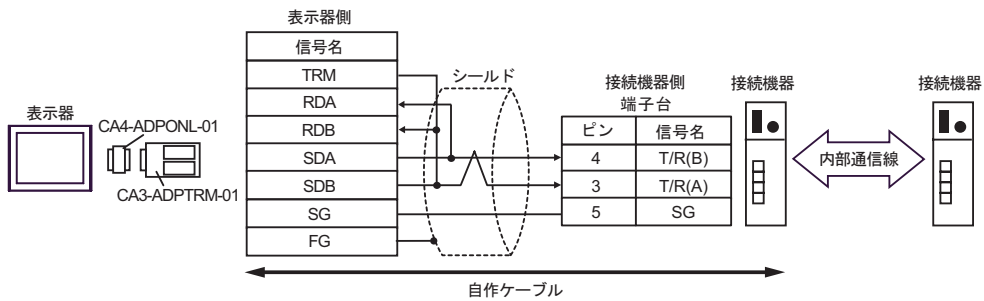 表示器側
信号名
TRM
RDA
RDB
SDA
SDB
SG
FG
シールド
接続機器側
端子台
ピン 信号名
4 T/R(B)
3 T/R(A)
5 SG
接続機器
接続機器
内部通信線
表示器
CA4-ADPONL-01
CA3-ADPTRM-01
自作ケーブル